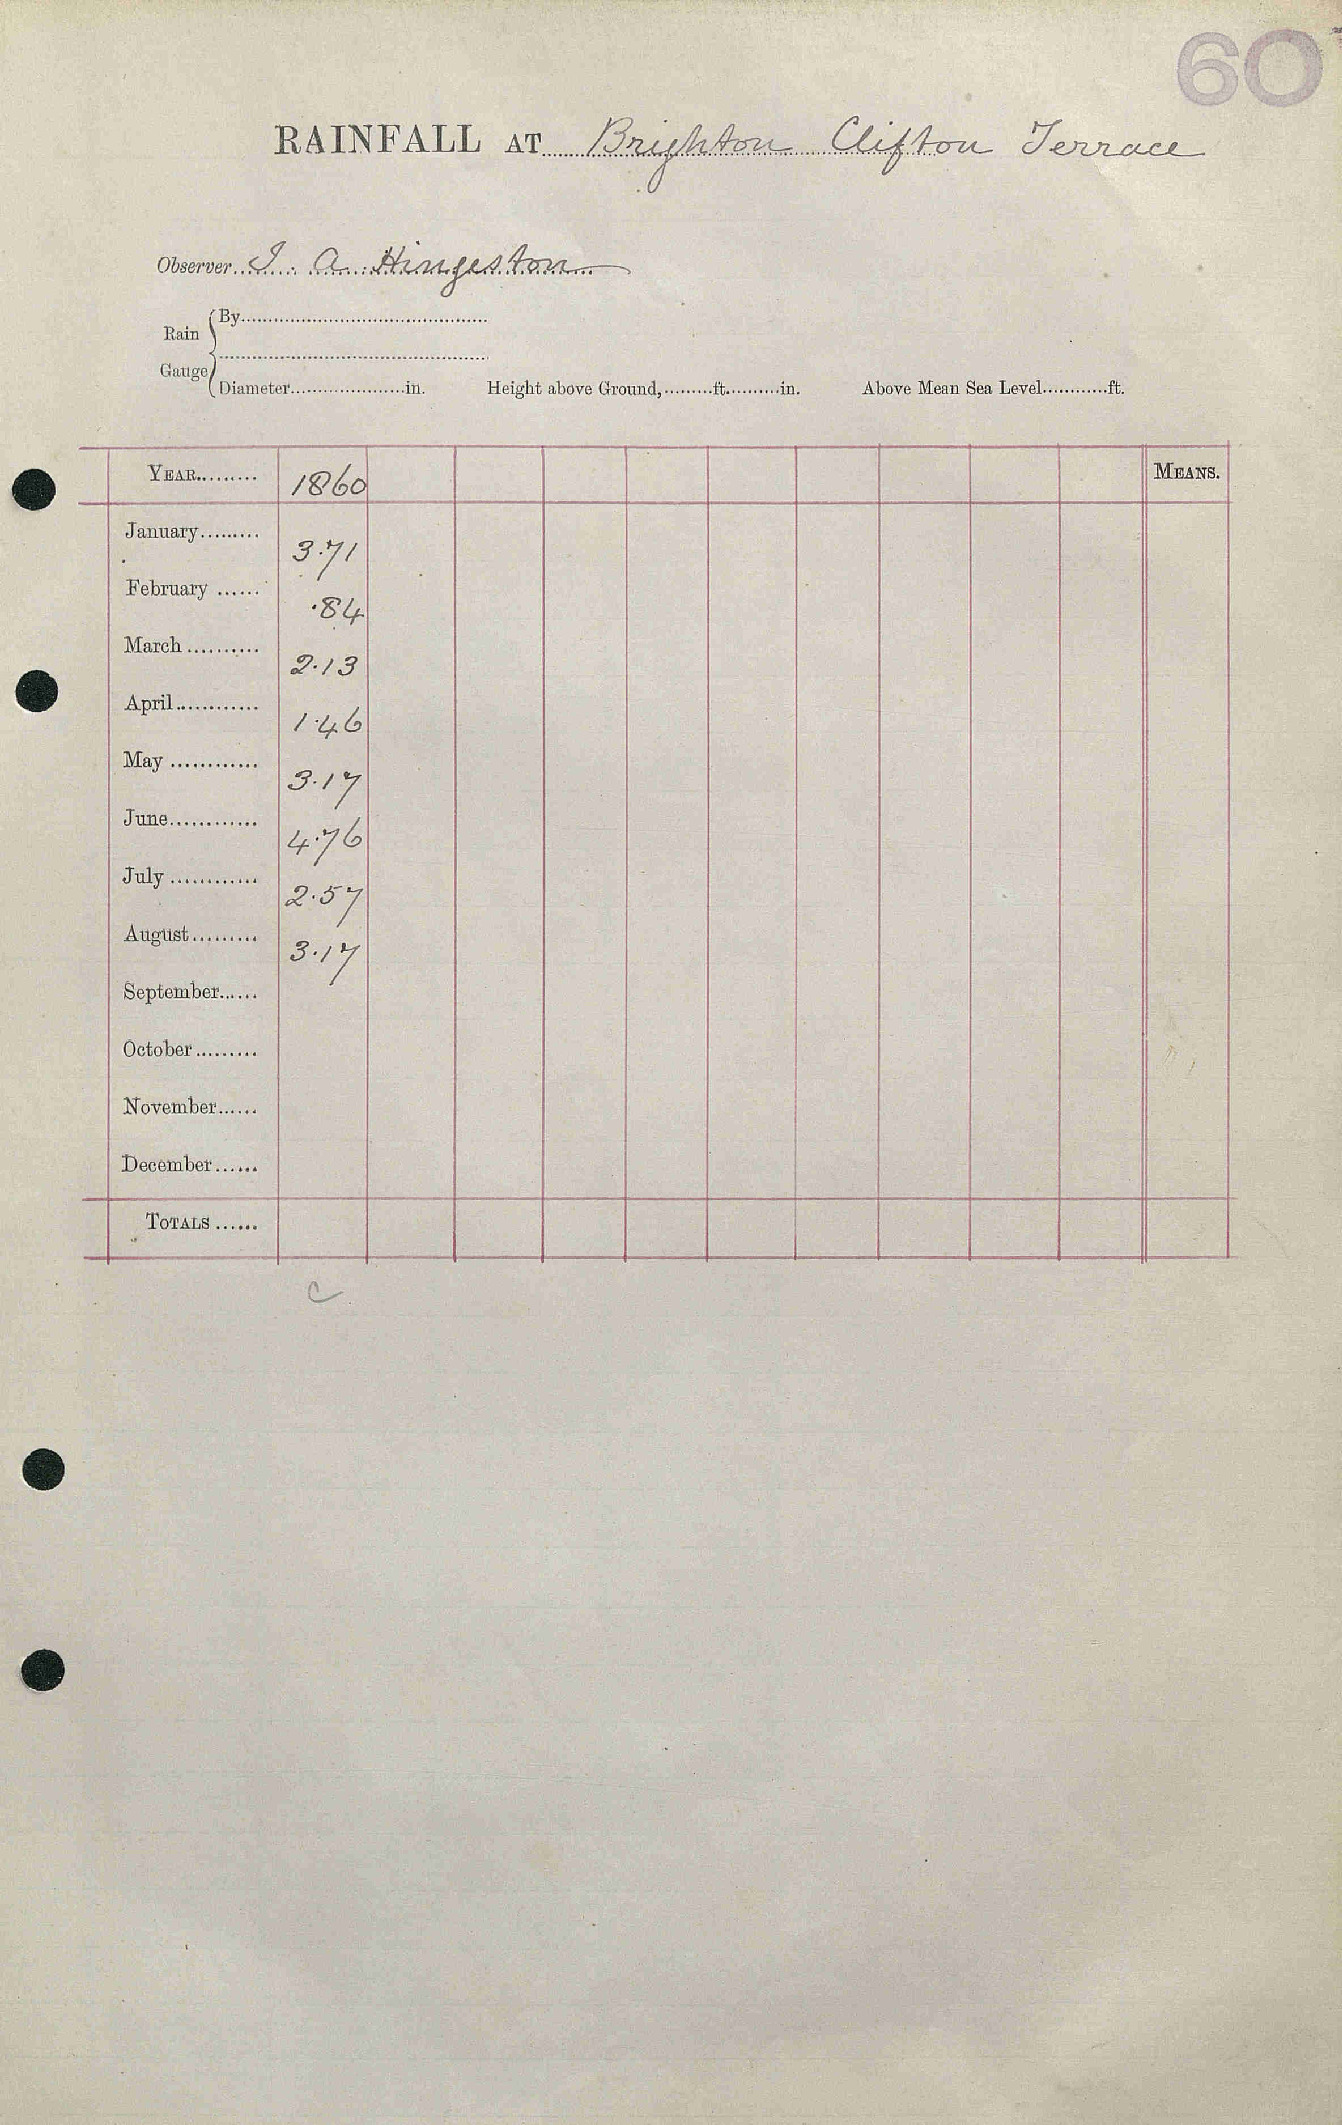 60
RAINFALL AT Brighton Clifton Terrace
Observer I. A. Hingeston
Rain Gauge
By
Diameter in. Height above Ground, ft. in. Above Mean Sea Level ft.
YEAR 1860 MEANS.
January 3.71
February .84
March 2.13
April 1.46
May 3.17
June 4.76
July 2.57
August 3.17
September
October
November
December
TOTALS
C